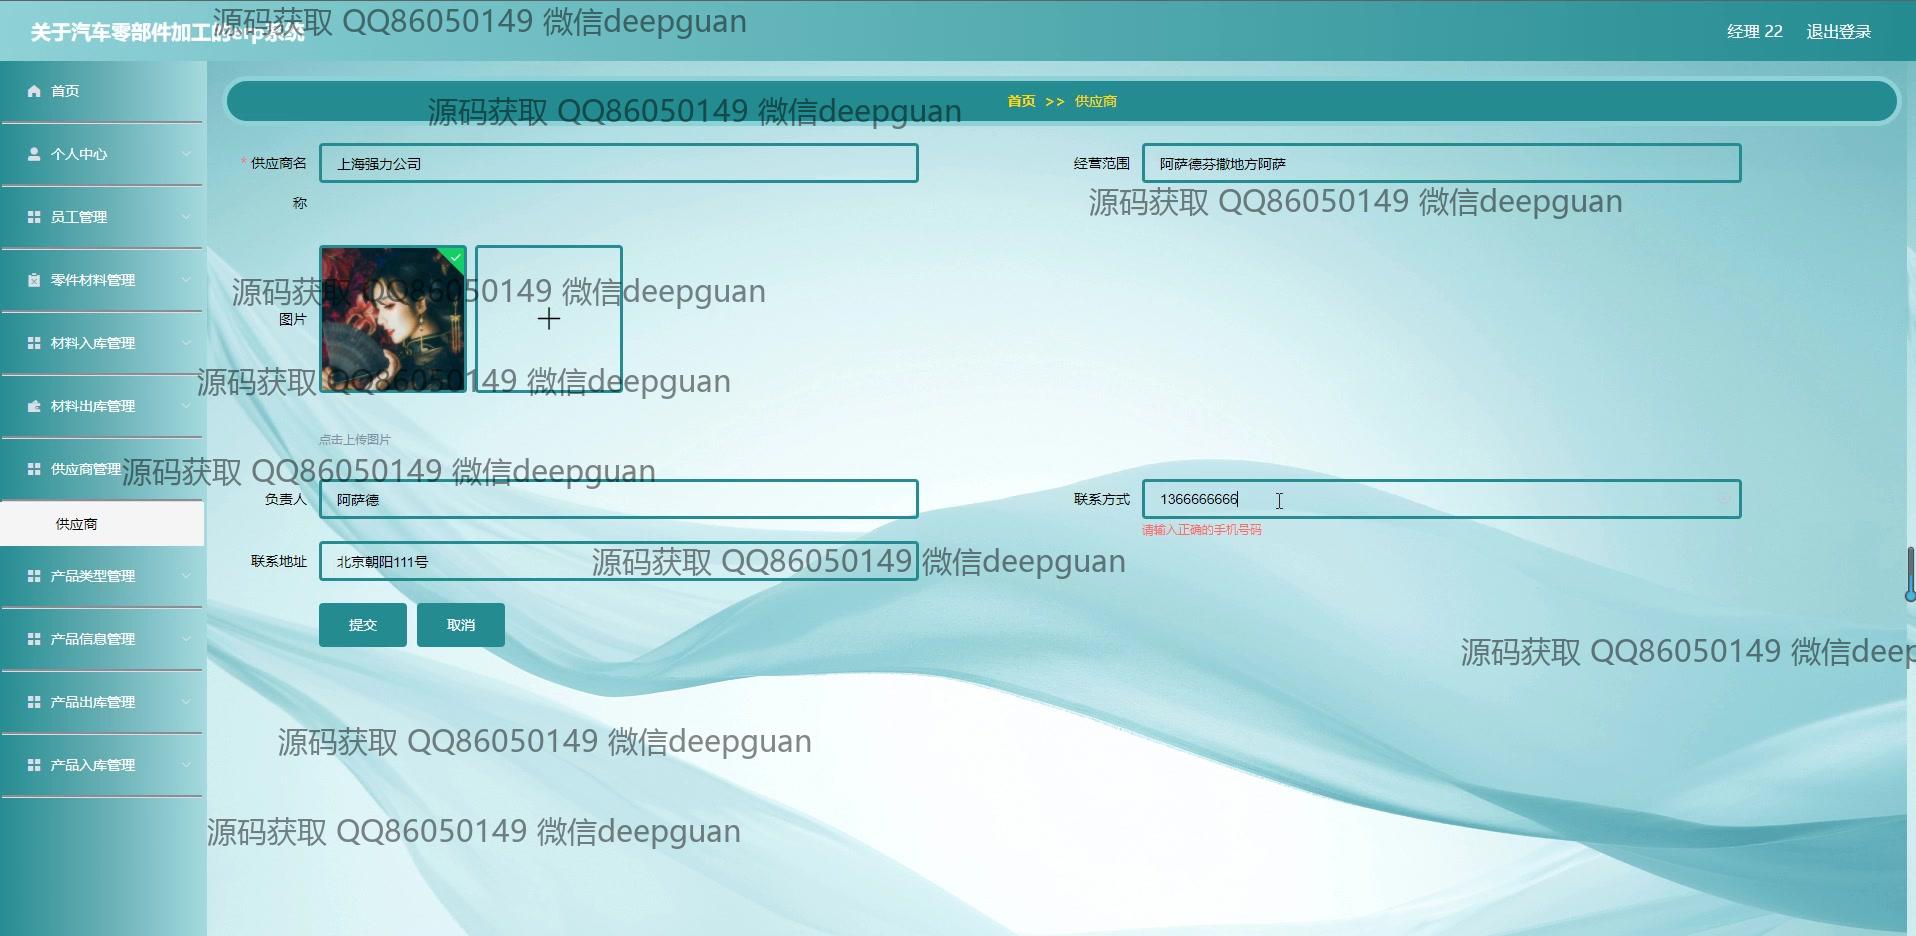 关于汽车零部件加工的erp系统
源码获取 QQ86050149 微信deepguan
经理 22
退出登录
首页
个人中心
员工管理
零件材料管理
材料入库管理
材料出库管理
供应商管理
供应商
产品类型管理
产品信息管理
产品出库管理
产品入库管理
首页 >> 供应商
源码获取 QQ86050149 微信deepguan
* 供应商名称
上海强力公司
经营范围
阿萨德芬撒地方阿萨
源码获取 QQ86050149 微信deepguan
源码获取 QQ86050149 微信deepguan
图片
源码获取 QQ86050149 微信deepguan
点击上传图片
源码获取 QQ86050149 微信deepguan
负责人
阿萨德
联系方式
1366666666
请输入正确的手机号码
联系地址
北京朝阳111号
源码获取 QQ86050149 微信deepguan
提交
取消
源码获取 QQ86050149 微信deep
源码获取 QQ86050149 微信deepguan
源码获取 QQ86050149 微信deepguan